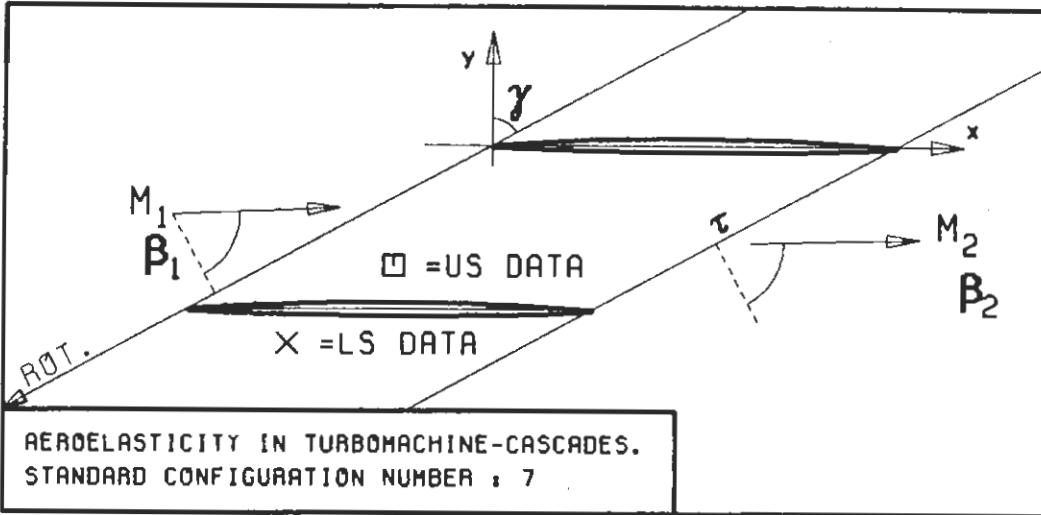 y
γ
x
M₁
β₁
τ
M₂
β₂
□ =US DATA
× =LS DATA
ROT.
AEROELASTICITY IN TURBOMACHINE-CASCADES.
STANDARD CONFIGURATION NUMBER : 7